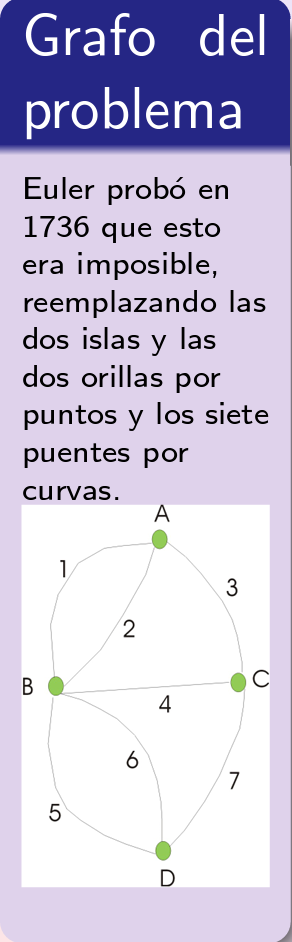 Grafo del
problema
Euler probó en
1736 que esto
era imposible,
reemplazando las
dos islas y las
dos orillas por
puntos y los siete
puentes por
curvas.
A
1
3
2
B
C
4
6
7
5
D